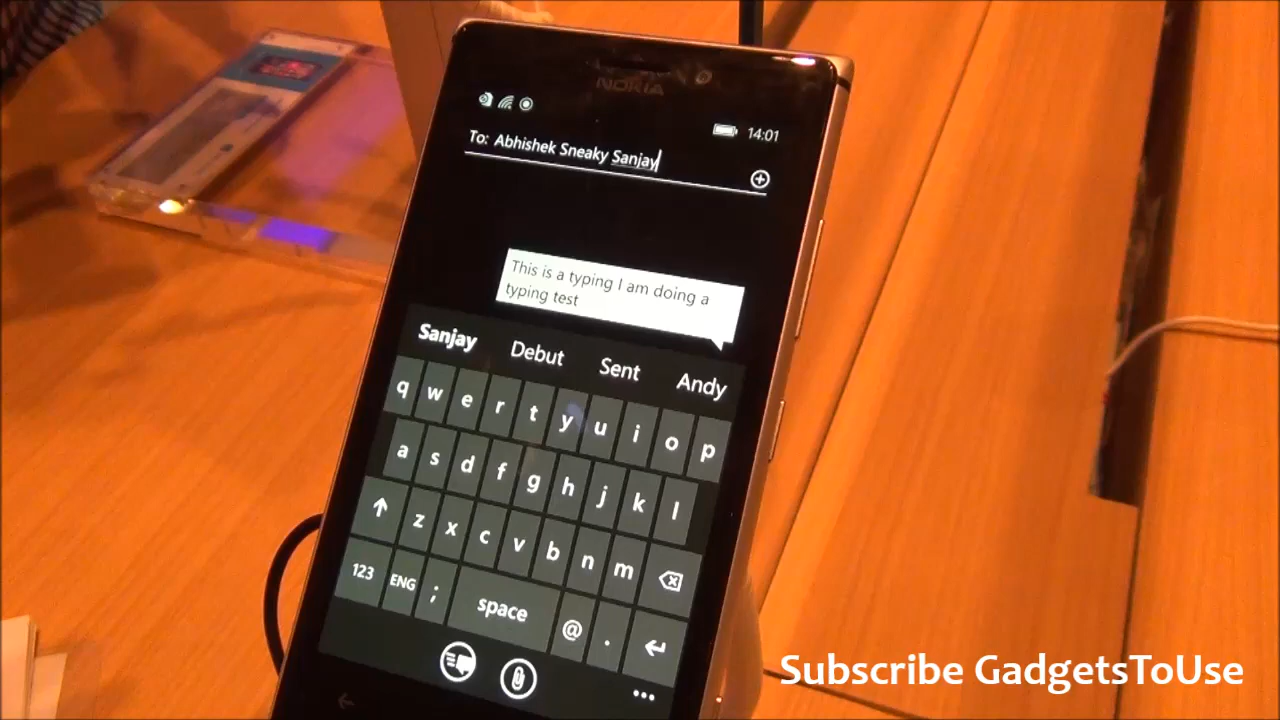 NOKIA
14:01
To: Abhishek Sneaky Sanjay
This is a typing I am doing a
typing test
Sanjay Debut Sent Andy
q w e r t y u i o p
a s d f g h j k l
z x c v b n m
123 ENG ; space @ .
Subscribe GadgetsToUse